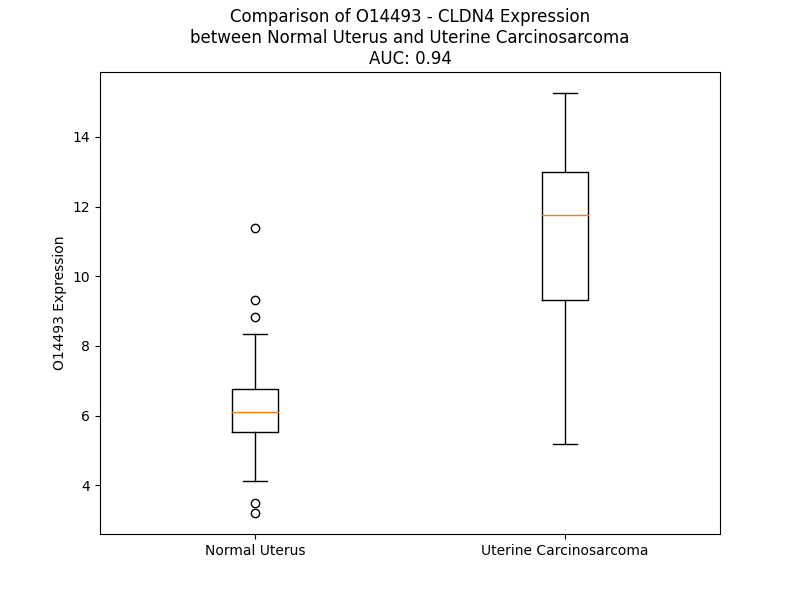 Comparison of O14493 - CLDN4 Expression
between Normal Uterus and Uterine Carcinosarcoma
AUC: 0.94
14
12
10
8
6
4
O14493 Expression
Normal Uterus
Uterine Carcinosarcoma